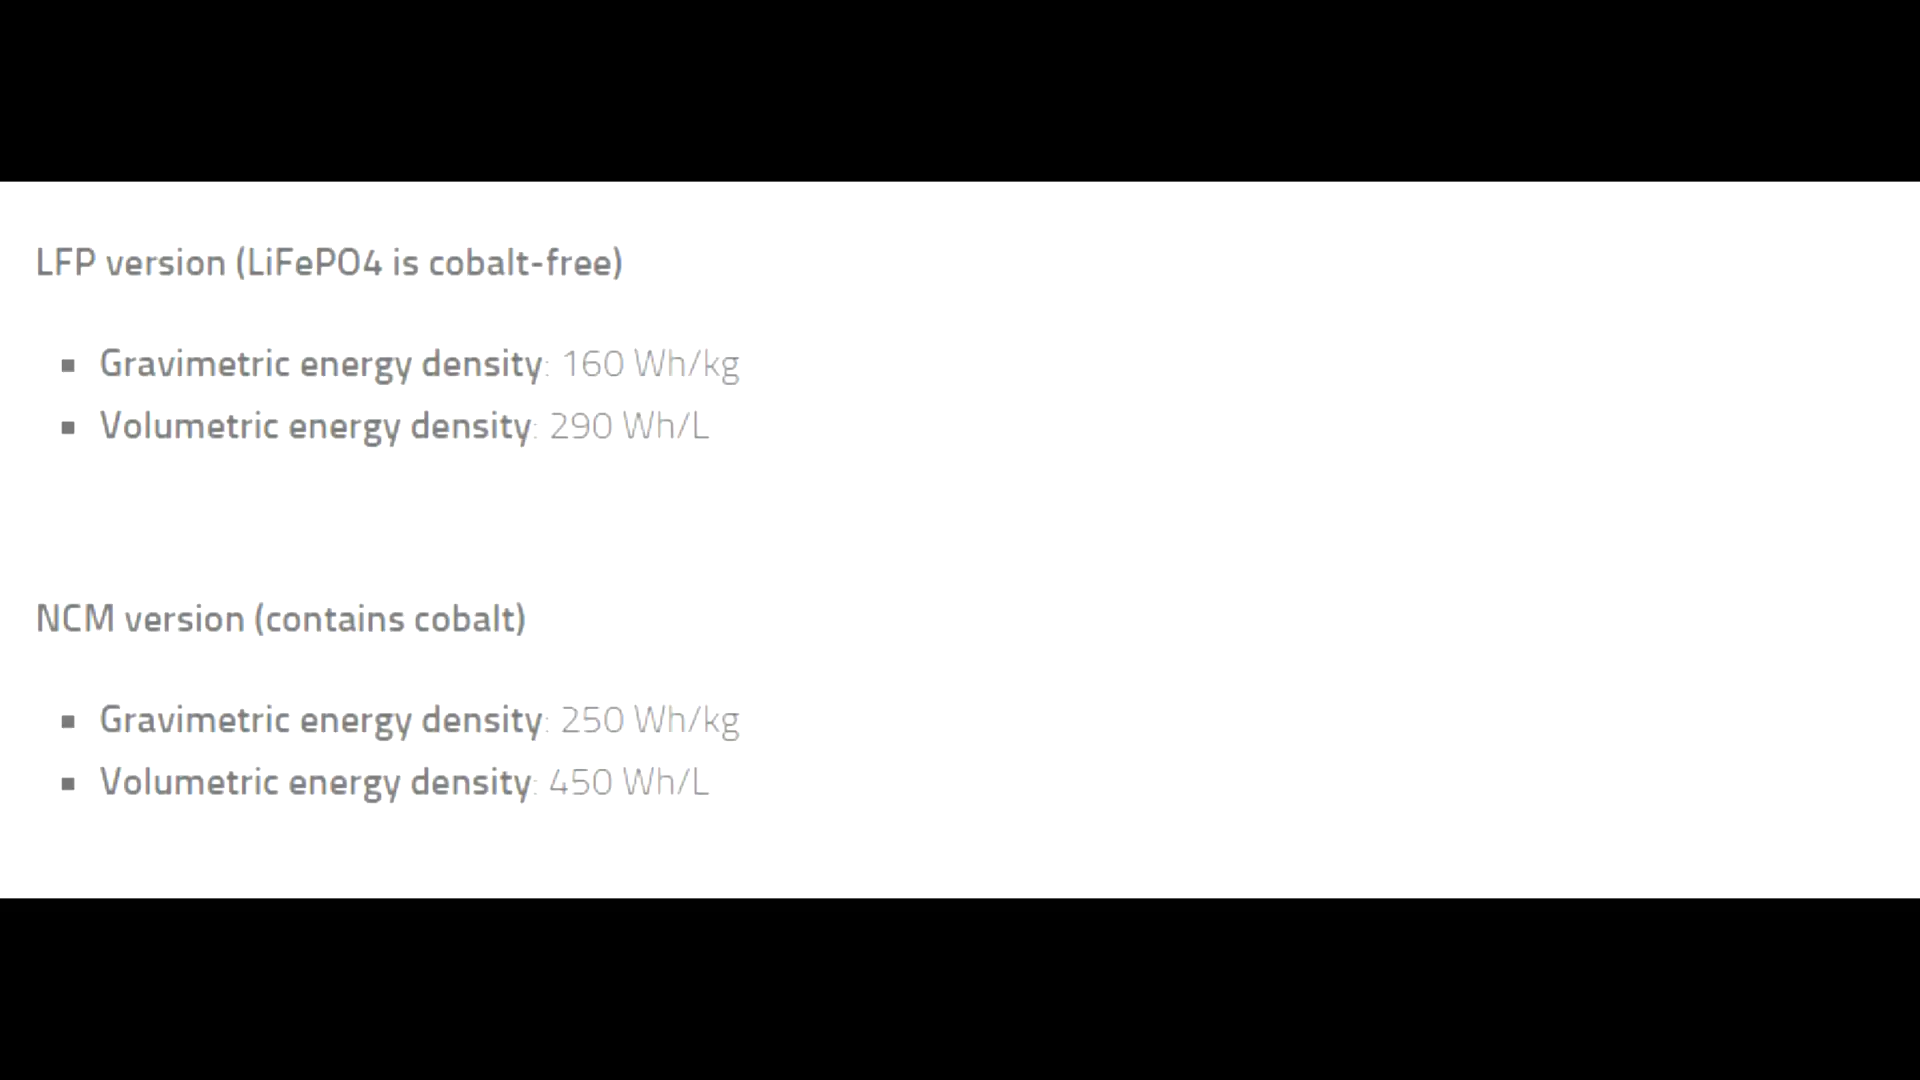 LFP version (LiFePO4 is cobalt-free)
▪ Gravimetric energy density: 160 Wh/kg
▪ Volumetric energy density: 290 Wh/L
NCM version (contains cobalt)
▪ Gravimetric energy density: 250 Wh/kg
▪ Volumetric energy density: 450 Wh/L